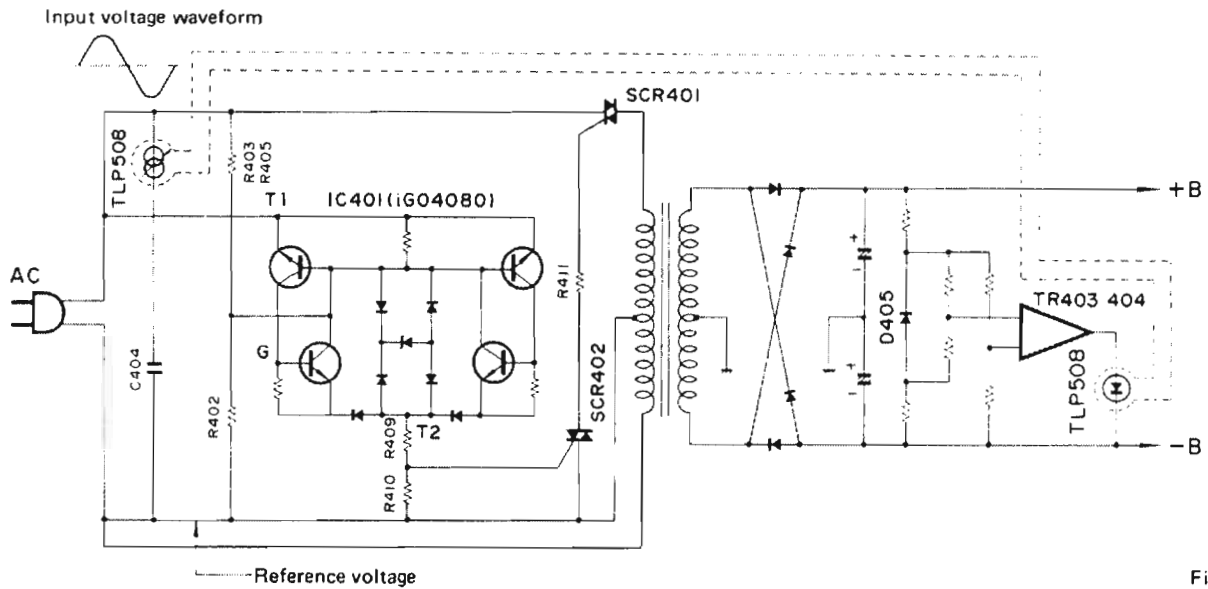 Input voltage waveform
SCR401
TLP508
R403
R405
T1
IC401(iG04080)
+B
AC
R411
D405
TR403 404
G
C404
SCR402
R402
T2
R409
TLP508
R410
-B
Reference voltage
Fi